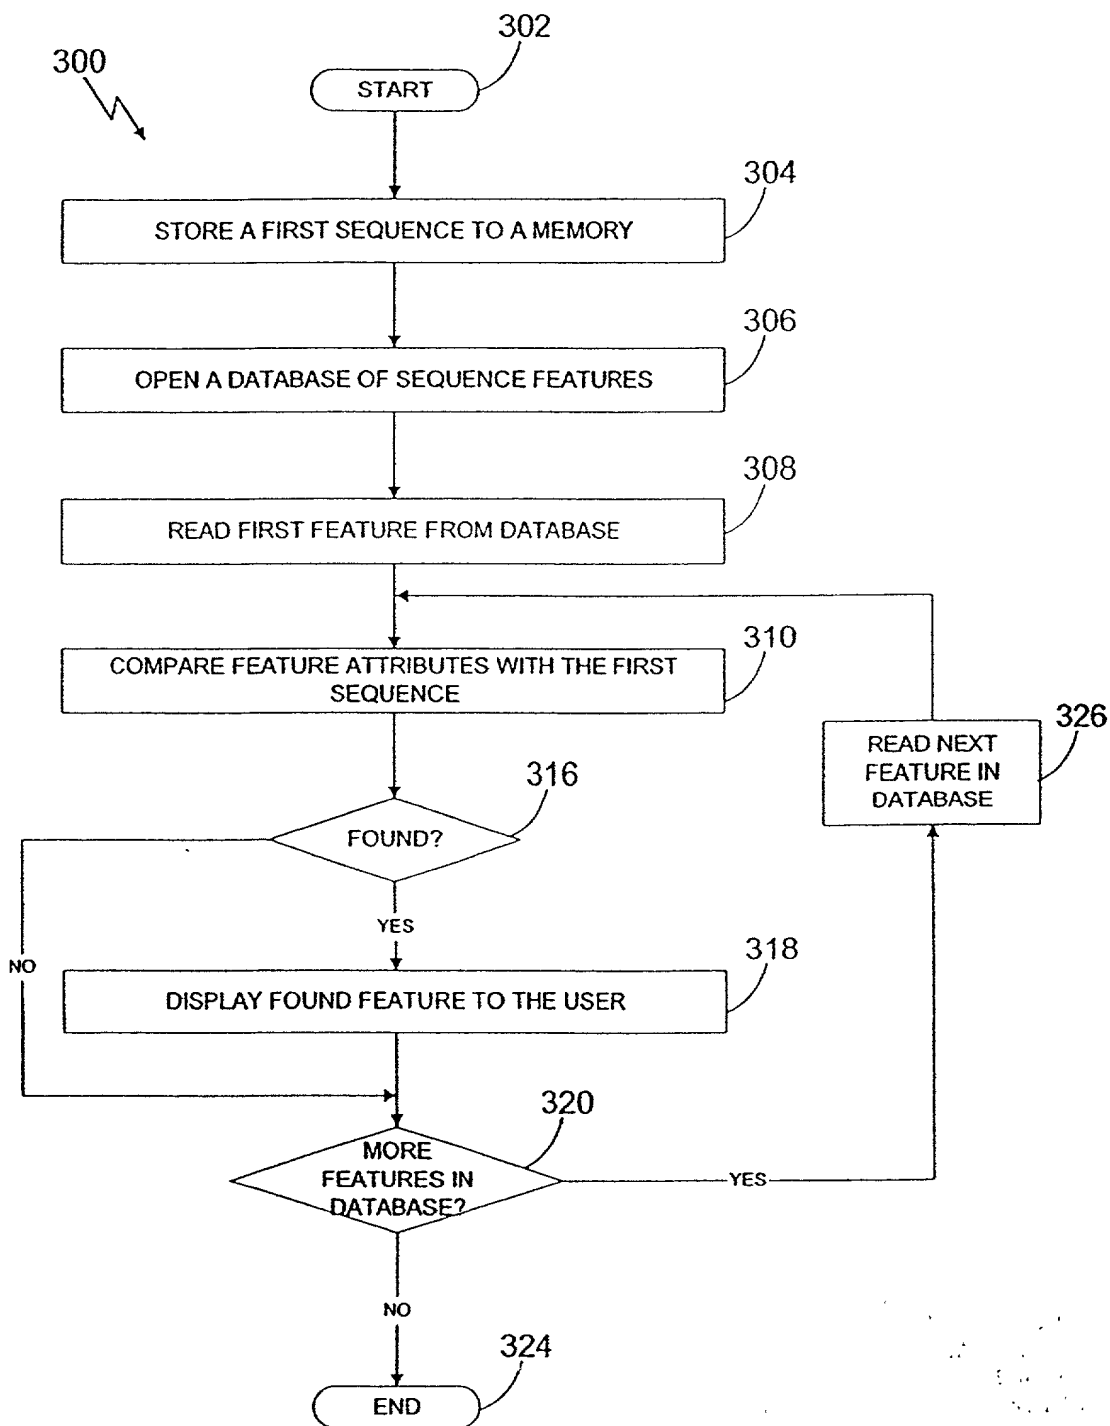 302
300
START
304
STORE A FIRST SEQUENCE TO A MEMORY
306
OPEN A DATABASE OF SEQUENCE FEATURES
308
READ FIRST FEATURE FROM DATABASE
310
COMPARE FEATURE ATTRIBUTES WITH THE FIRST
SEQUENCE
326
READ NEXT
FEATURE IN
DATABASE
316
FOUND?
YES
NO
318
DISPLAY FOUND FEATURE TO THE USER
320
MORE
FEATURES IN
DATABASE?
YES
NO
324
END